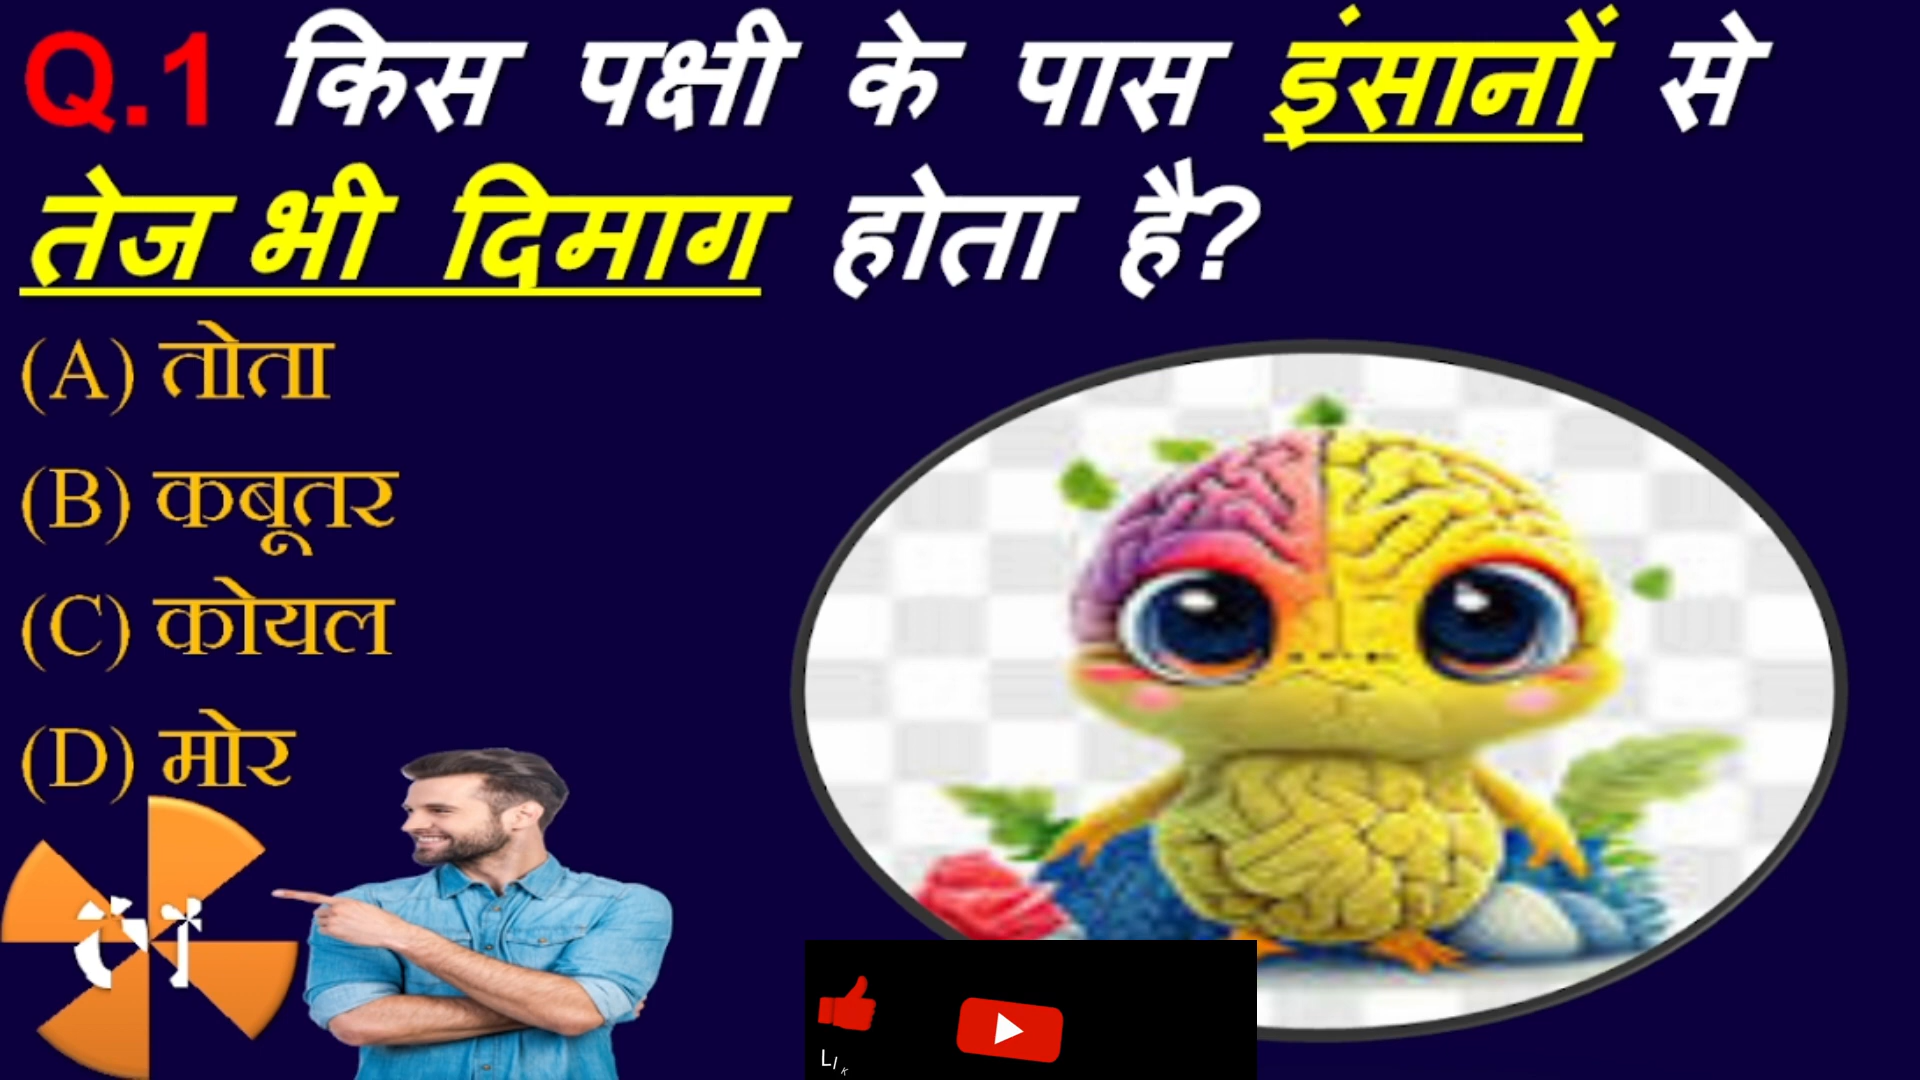 Q.1 किस पक्षी के पास इंसानों से
तेज भी दिमाग होता है?
(A) तोता
(B) कबूतर
(C) कोयल
(D) मोर